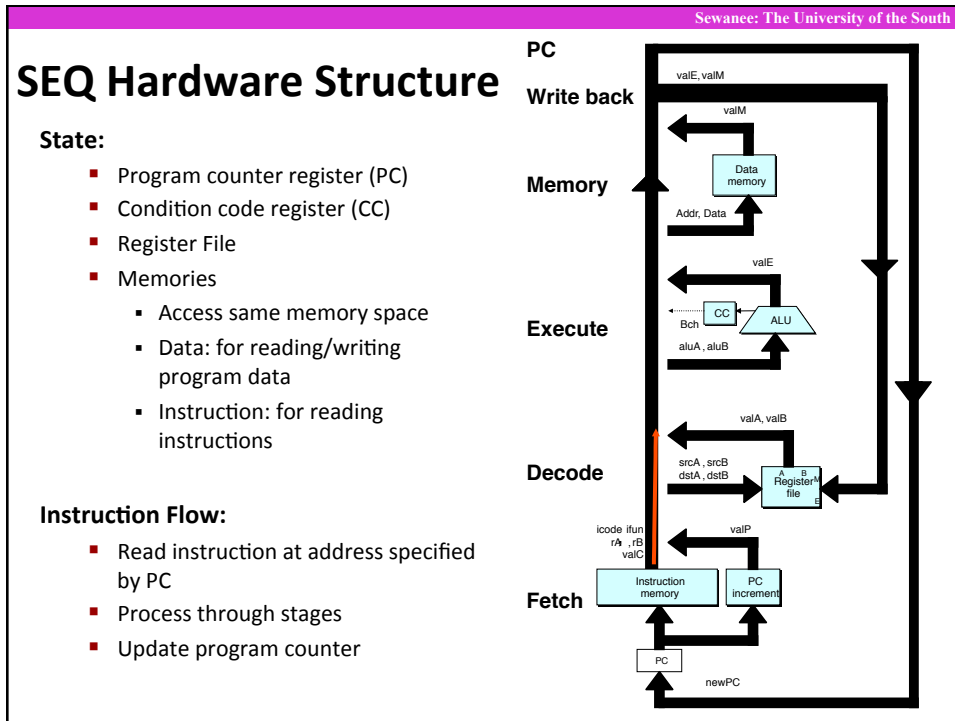 Sewanee: The University of the South
SEQ Hardware Structure
State:
▪ Program counter register (PC)
▪ Condition code register (CC)
▪ Register File
▪ Memories
▪ Access same memory space
▪ Data: for reading/writing
program data
▪ Instruction: for reading
instructions
Instruction Flow:
▪ Read instruction at address specified
by PC
▪ Process through stages
▪ Update program counter
PC
valE, valM
Write back
valM
Data
memory
Memory
Addr, Data
valE
CC
ALU
Bch
Execute
aluA, aluB
valA, valB
Decode
srcA, srcB
dstA, dstB
A B
Register
file
M
E
icode ifun
rA, rB
valC
valP
Instruction
memory
PC
increment
Fetch
PC
newPC